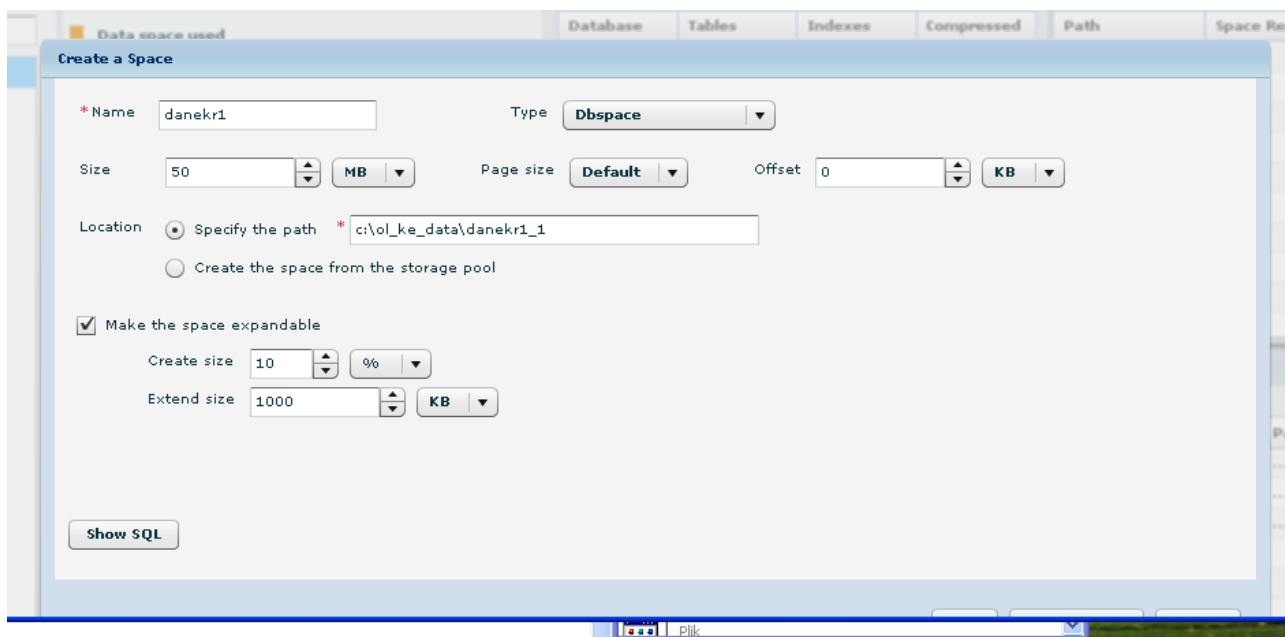 Data space used Database Tables Indexes Compressed Path Space Re
Create a Space
*Name danekr1 Type Dbspace
Size 50 MB Page size Default Offset 0 KB
Location Specify the path * c:\ol_ke_data\danekr1_1
Create the space from the storage pool
Make the space expandable
Create size 10 %
Extend size 1000 KB
Show SQL
Plik